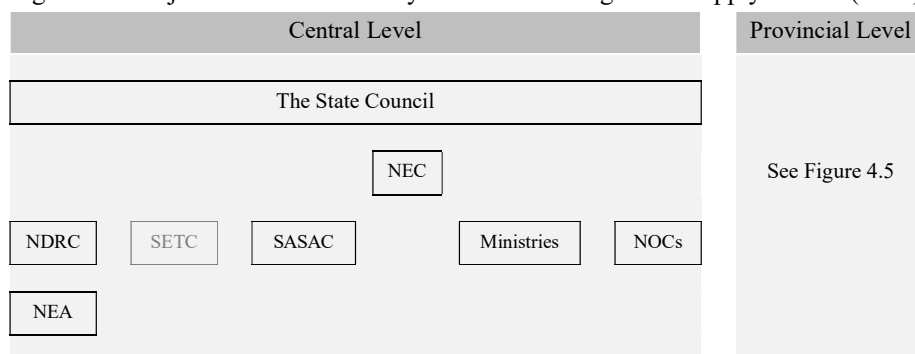 Central Level
Provincial Level
The State Council
NEC
See Figure 4.5
NDRC SETC SASAC Ministries NOCs
NEA